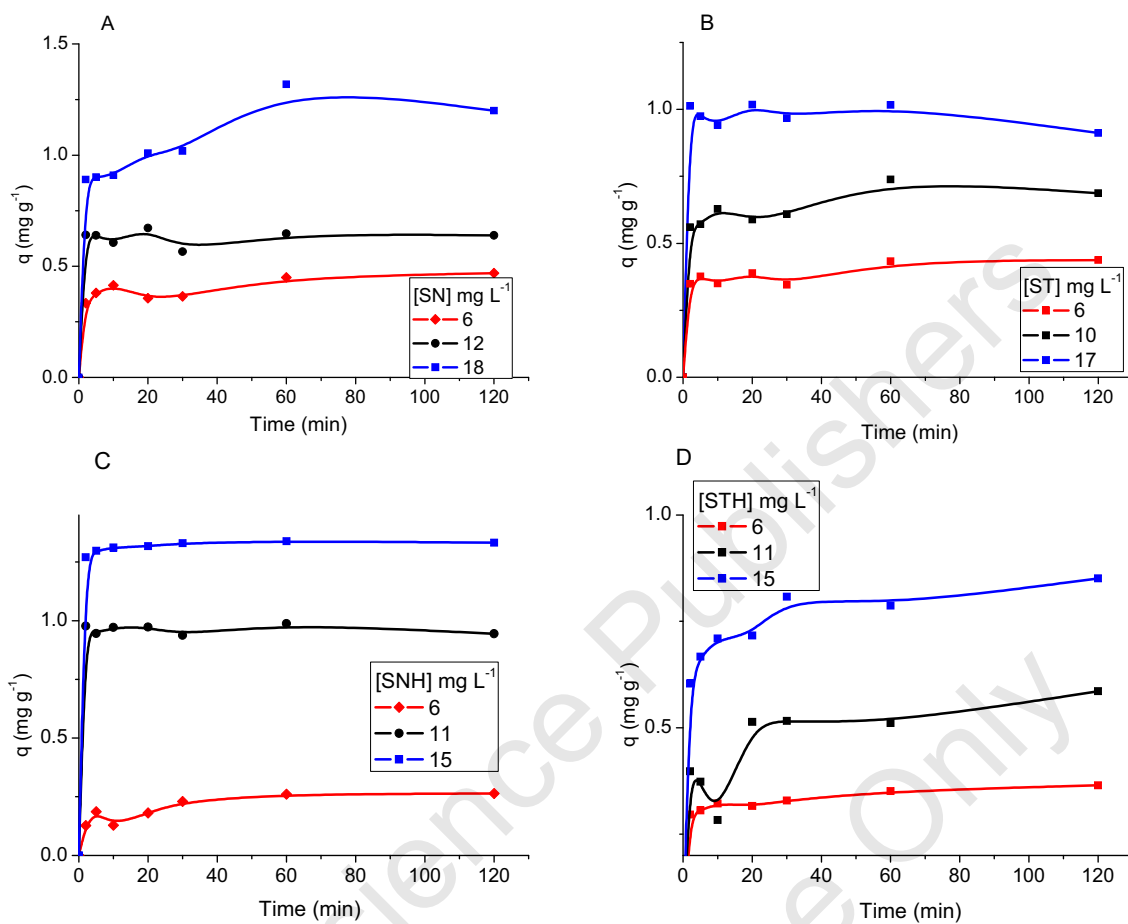 A
1.5
1.0
0.5
0.0
q (mg g⁻¹)
[SN] mg L⁻¹
6
12
18
0 20 40 60 80 100 120
Time (min)
B
1.0
0.5
0.0
q (mg g⁻¹)
[ST] mg L⁻¹
6
10
17
0 20 40 60 80 100 120
Time (min)
C
1.0
0.5
0.0
q (mg g⁻¹)
[SNH] mg L⁻¹
6
11
15
0 20 40 60 80 100 120
Time (min)
D
[STH] mg L⁻¹
6
11
15
1.0
0.5
q (mg g⁻¹)
0 20 40 60 80 100 120
Time (min)
Science Publishers
Only